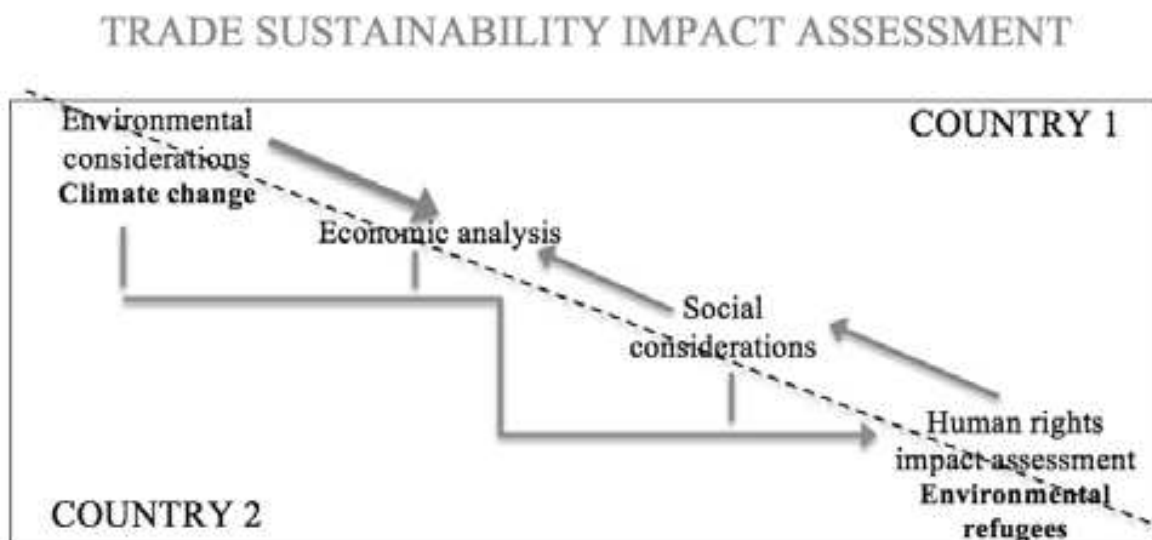 TRADE SUSTAINABILITY IMPACT ASSESSMENT
Environmental
considerations
Climate change
COUNTRY 1
Economic analysis
Social
considerations
Human rights
impact assessment
Environmental
refugees
COUNTRY 2